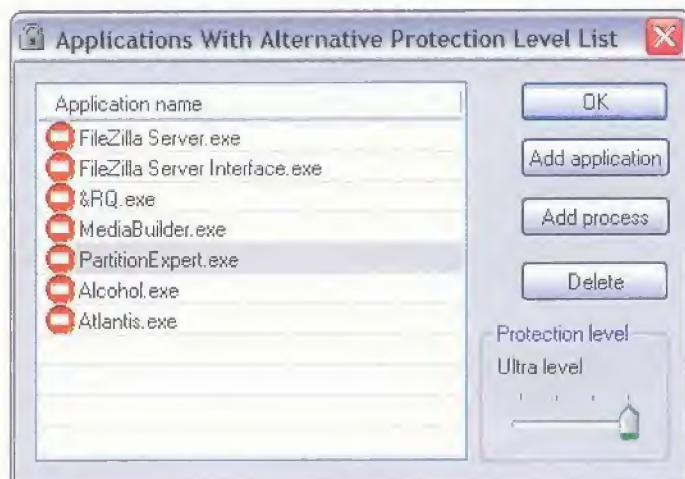 Applications With Alternative Protection Level List
Application name
FileZilla Server.exe
FileZilla Server Interface.exe
&RQ.exe
MediaBuilder.exe
PartitionExpert.exe
Alcohol.exe
Atlantis.exe
OK
Add application
Add process
Delete
Protection level
Ultra level